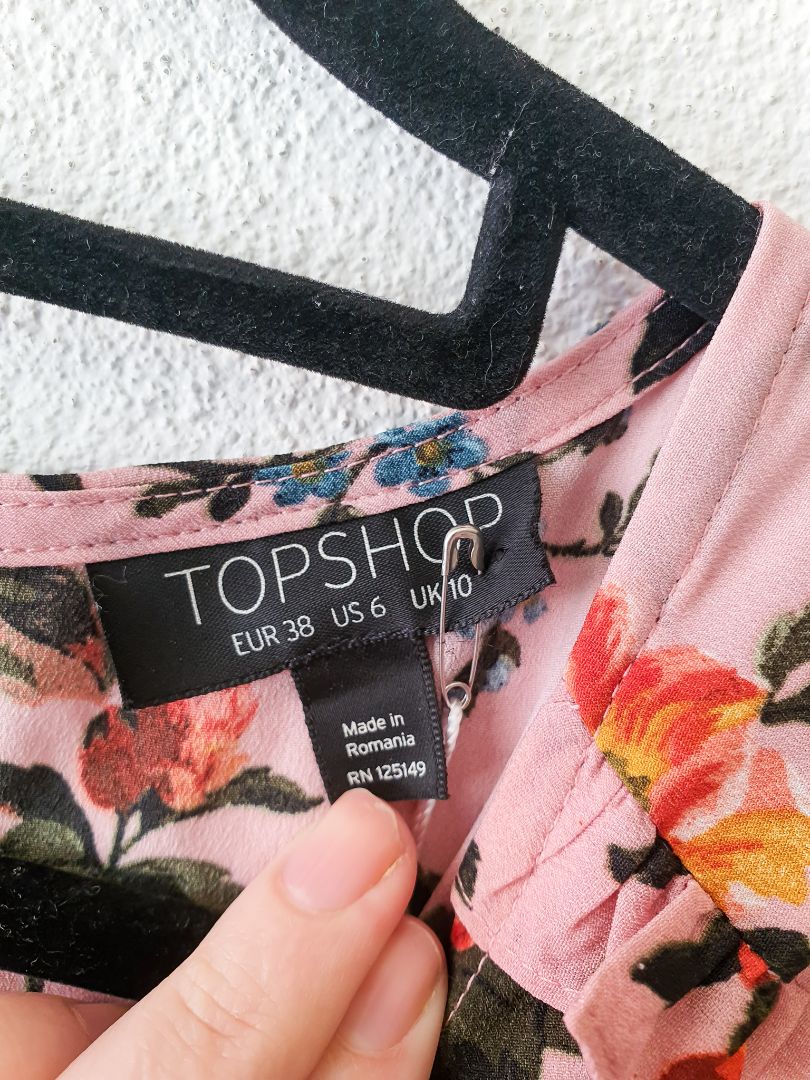 TOPSHOP
EUR 38 US 6 UK 10
Made in
Romania
RN 125149